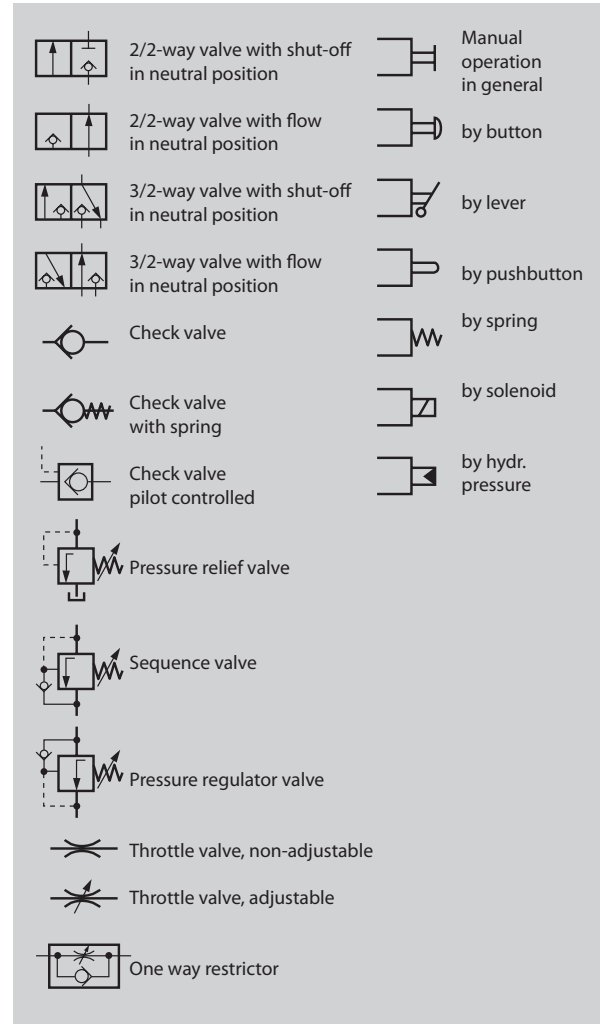 2/2-way valve with shut-off
in neutral position
2/2-way valve with flow
in neutral position
3/2-way valve with shut-off
in neutral position
3/2-way valve with flow
in neutral position
Check valve
Check valve
with spring
Check valve
pilot controlled
Pressure relief valve
Sequence valve
Pressure regulator valve
Throttle valve, non-adjustable
Throttle valve, adjustable
One way restrictor
Manual
operation
in general
by button
by lever
by pushbutton
by spring
by solenoid
by hydr.
pressure